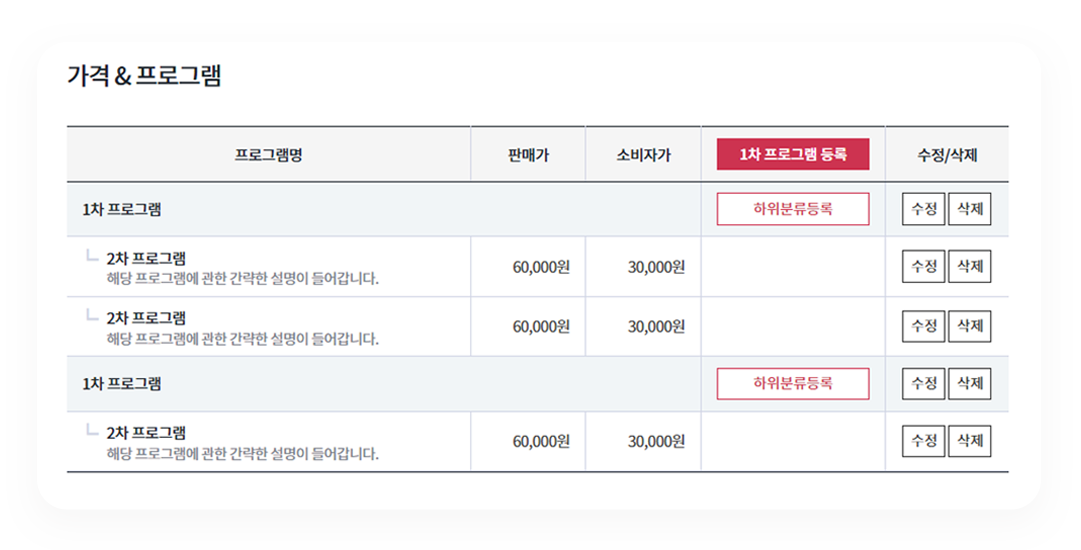 가격 & 프로그램
프로그램명 판매가 소비자가 1차 프로그램 등록 수정/삭제
1차 프로그램 하위분류등록 수정 삭제
2차 프로그램
해당 프로그램에 관한 간략한 설명이 들어갑니다. 60,000원 30,000원 수정 삭제
2차 프로그램
해당 프로그램에 관한 간략한 설명이 들어갑니다. 60,000원 30,000원 수정 삭제
1차 프로그램 하위분류등록 수정 삭제
2차 프로그램
해당 프로그램에 관한 간략한 설명이 들어갑니다. 60,000원 30,000원 수정 삭제